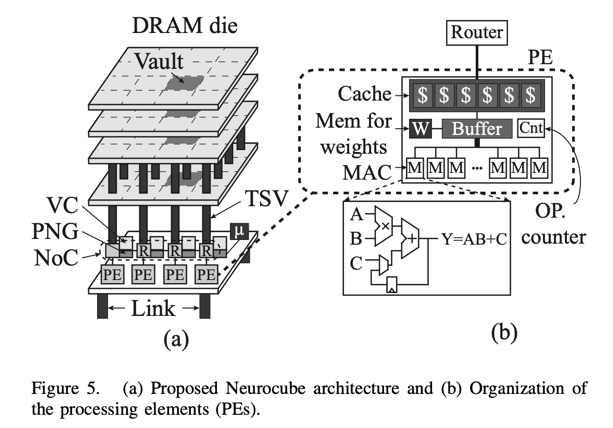 DRAM die
Vault
VC
PNG
NoC
TSV
μ
R R R R
PE PE PE PE
Link
(a)
Router
PE
Cache
$ $ $ $ $ $
Mem for
weights
W
Buffer
Cnt
MAC
M M M ··· M M M
OP.
counter
A
B
C
×
+
Y=AB+C
(b)
Figure 5. (a) Proposed Neurocube architecture and (b) Organization of
the processing elements (PEs).